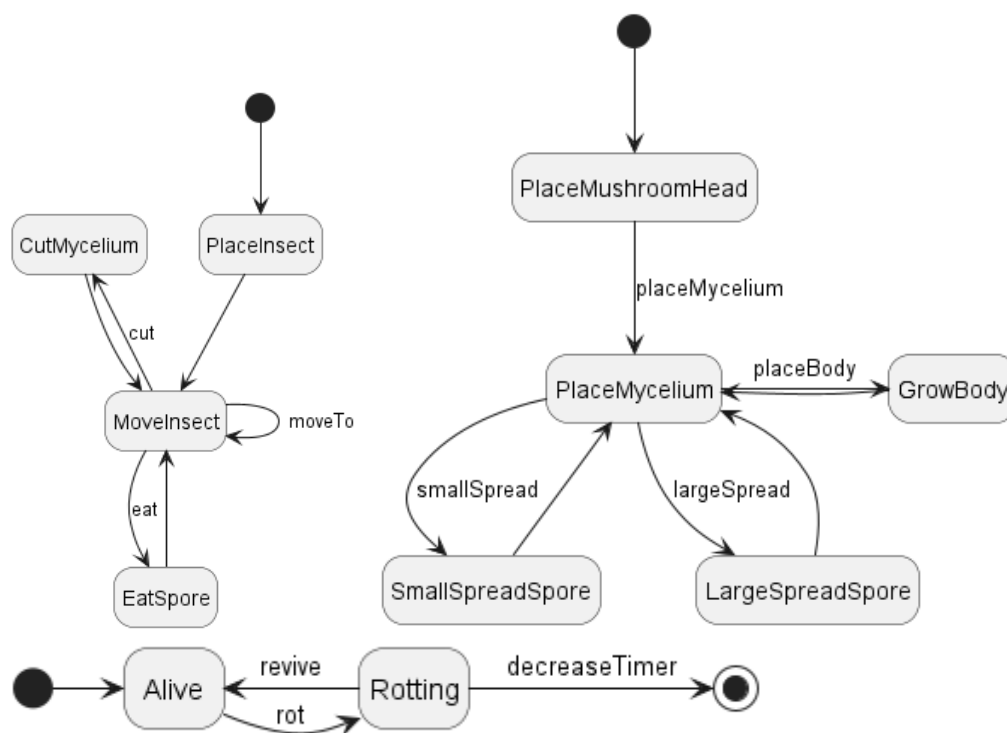 CutMycelium
PlaceInsect
cut
MoveInsect
moveTo
eat
EatSpore
PlaceMushroomHead
placeMycelium
PlaceMycelium
placeBody
GrowBody
smallSpread
largeSpread
SmallSpreadSpore
LargeSpreadSpore
Alive
revive
rot
Rotting
decreaseTimer